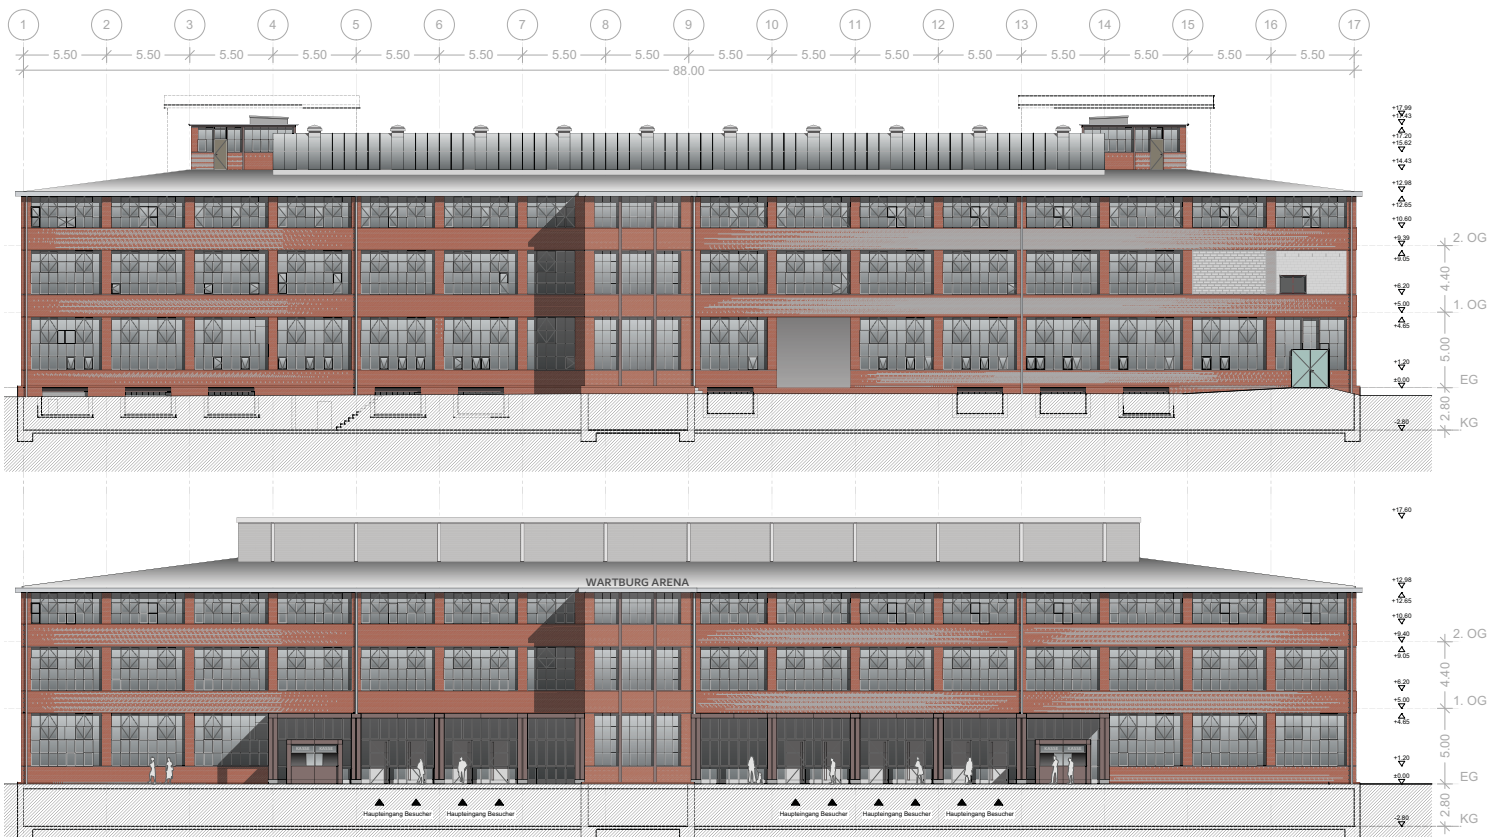 1 2 3 4 5 6 7 8 9 10 11 12 13 14 15 16 17
5.50 5.50 5.50 5.50 5.50 5.50 5.50 5.50 5.50 5.50 5.50 5.50 5.50 5.50 5.50 5.50
88.00
+17.99
+17.20
+15.62
+14.43
+12.98
+12.65
+10.60
+9.39
+9.05
+6.20
+5.00
+4.65
+1.20
±0.00
-2.80
2. OG
4.40
1. OG
5.00
EG
2.80
KG
+17.60
WARTBURG ARENA
+12.98
+12.65
+10.60
+9.40
+9.05
+6.20
+5.00
+4.65
+1.20
±0.00
-2.80
2. OG
4.40
1. OG
5.00
EG
2.80
KG
Haupteingang Besucher Haupteingang Besucher Haupteingang Besucher Haupteingang Besucher Haupteingang Besucher